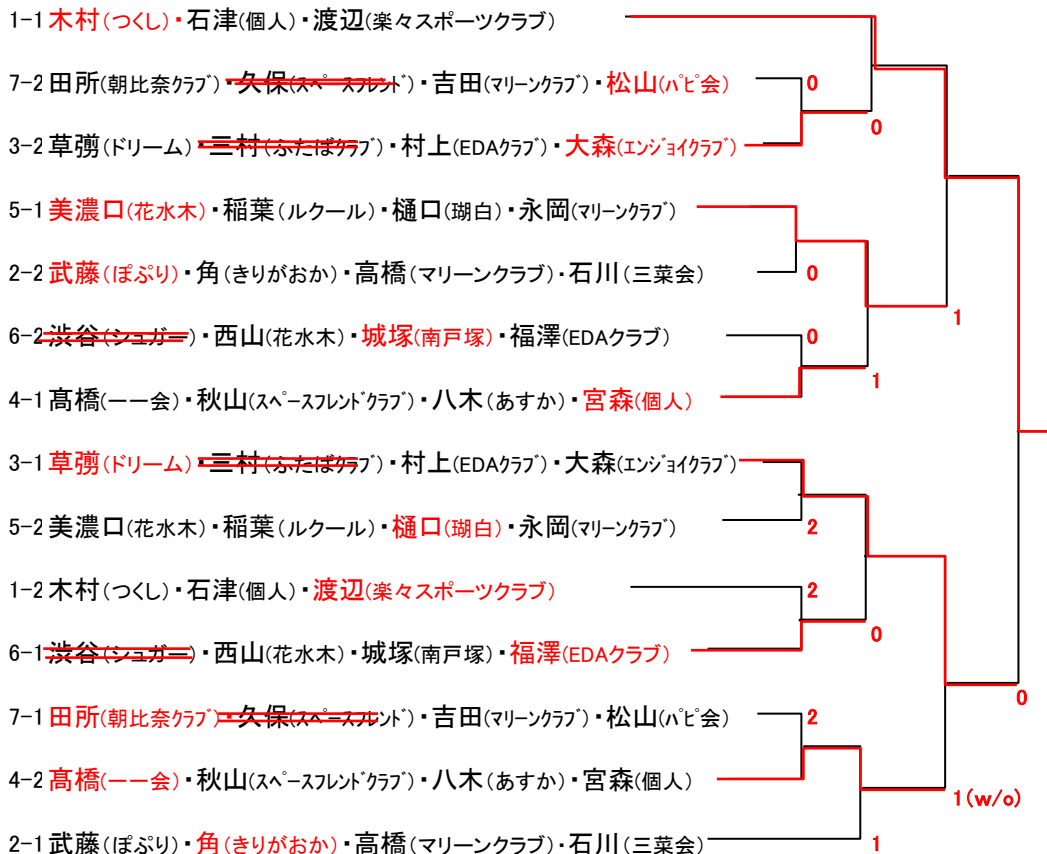 1-1 木村(つくし)・石津(個人)・渡辺(楽々スポーツクラブ)
7-2 田所(朝比奈クラブ)・久保(スペースフレンド)・吉田(マリーンクラブ)・松山(パピ会) 0
3-2 草彅(ドリーム)・三村(ふたばクラブ)・村上(EDAクラブ)・大森(エンジョイクラブ) 0
5-1 美濃口(花水木)・稲葉(ルクール)・樋口(瑚白)・永岡(マリーンクラブ)
2-2 武藤(ぽぷり)・角(きりがおか)・高橋(マリーンクラブ)・石川(三菜会) 0
1
6-2 渋谷(シュガー)・西山(花水木)・城塚(南戸塚)・福澤(EDAクラブ) 0
1
4-1 髙橋(一一会)・秋山(スペースフレンドクラブ)・八木(あすか)・宮森(個人)
3-1 草彅(ドリーム)・三村(ふたばクラブ)・村上(EDAクラブ)・大森(エンジョイクラブ)
5-2 美濃口(花水木)・稲葉(ルクール)・樋口(瑚白)・永岡(マリーンクラブ) 2
1-2 木村(つくし)・石津(個人)・渡辺(楽々スポーツクラブ) 2
0
6-1 渋谷(シュガー)・西山(花水木)・城塚(南戸塚)・福澤(EDAクラブ)
0
7-1 田所(朝比奈クラブ)・久保(スペースフレンド)・吉田(マリーンクラブ)・松山(パピ会) 2
4-2 髙橋(一一会)・秋山(スペースフレンドクラブ)・八木(あすか)・宮森(個人)
1(w/o)
2-1 武藤(ぽぷり)・角(きりがおか)・高橋(マリーンクラブ)・石川(三菜会) 1